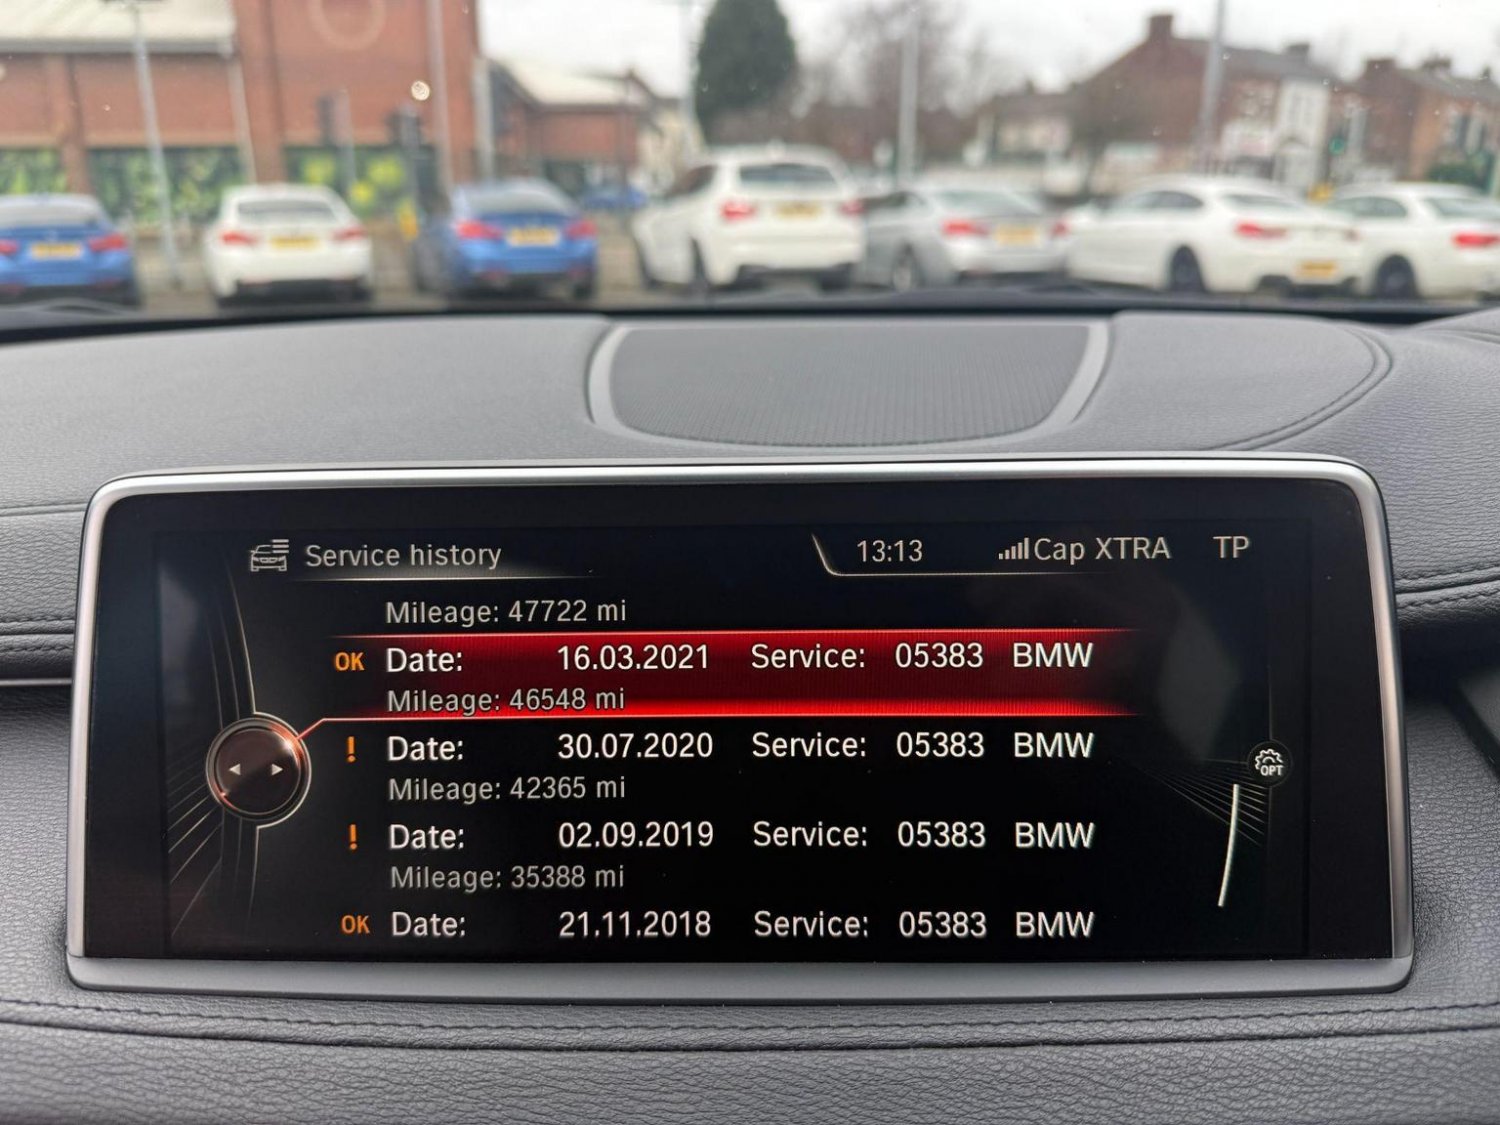 Service history 13:13 Cap XTRA TP
Mileage: 47722 mi
OK Date: 16.03.2021 Service: 05383 BMW
Mileage: 46548 mi
! Date: 30.07.2020 Service: 05383 BMW
Mileage: 42365 mi
OPT
! Date: 02.09.2019 Service: 05383 BMW
Mileage: 35388 mi
OK Date: 21.11.2018 Service: 05383 BMW